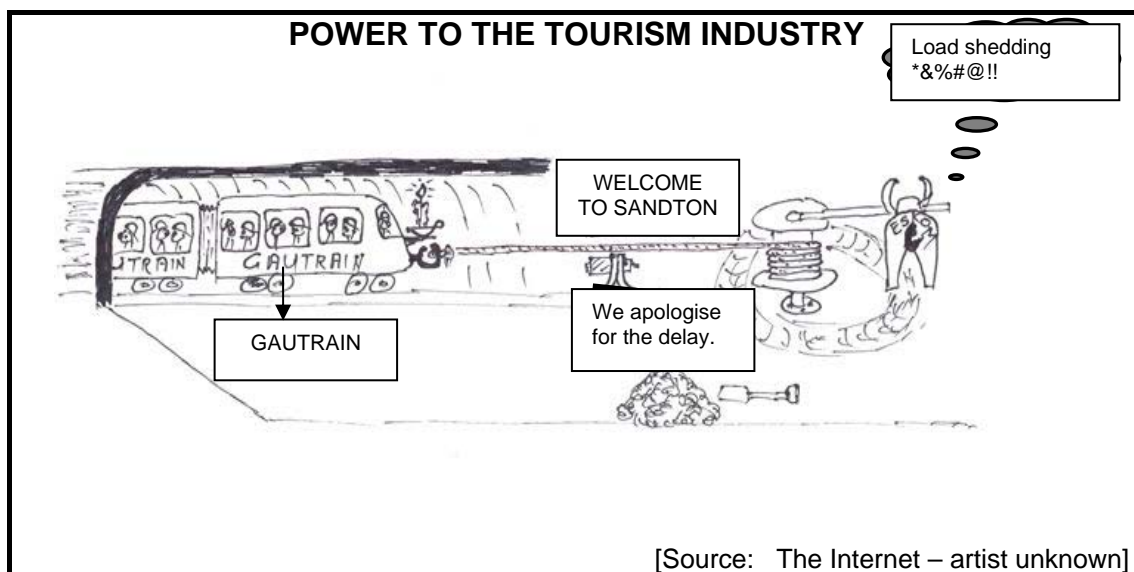 POWER TO THE TOURISM INDUSTRY
Load shedding
*&%#@!!
WELCOME
TO SANDTON
UTRAIN
GAUTRAIN
We apologise
for the delay.
GAUTRAIN
[Source: The Internet – artist unknown]